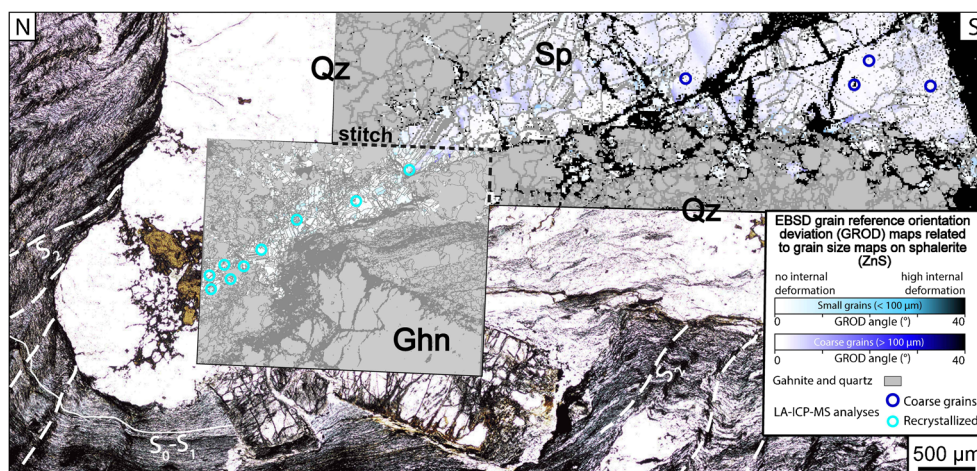 N
S
Qz
Sp
stitch
Qz
Ghn
S₂
S₂
S₀ S₁
EBSD grain reference orientation
deviation (GROD) maps related
to grain size maps on sphalerite
(ZnS)
no internal
deformation
high internal
deformation
Small grains (< 100 µm)
0
40
GROD angle (°)
Coarse grains (> 100 µm)
0
40
GROD angle (°)
Gahnite and quartz
LA-ICP-MS analyses
Coarse grains
Recrystallized
500 µm